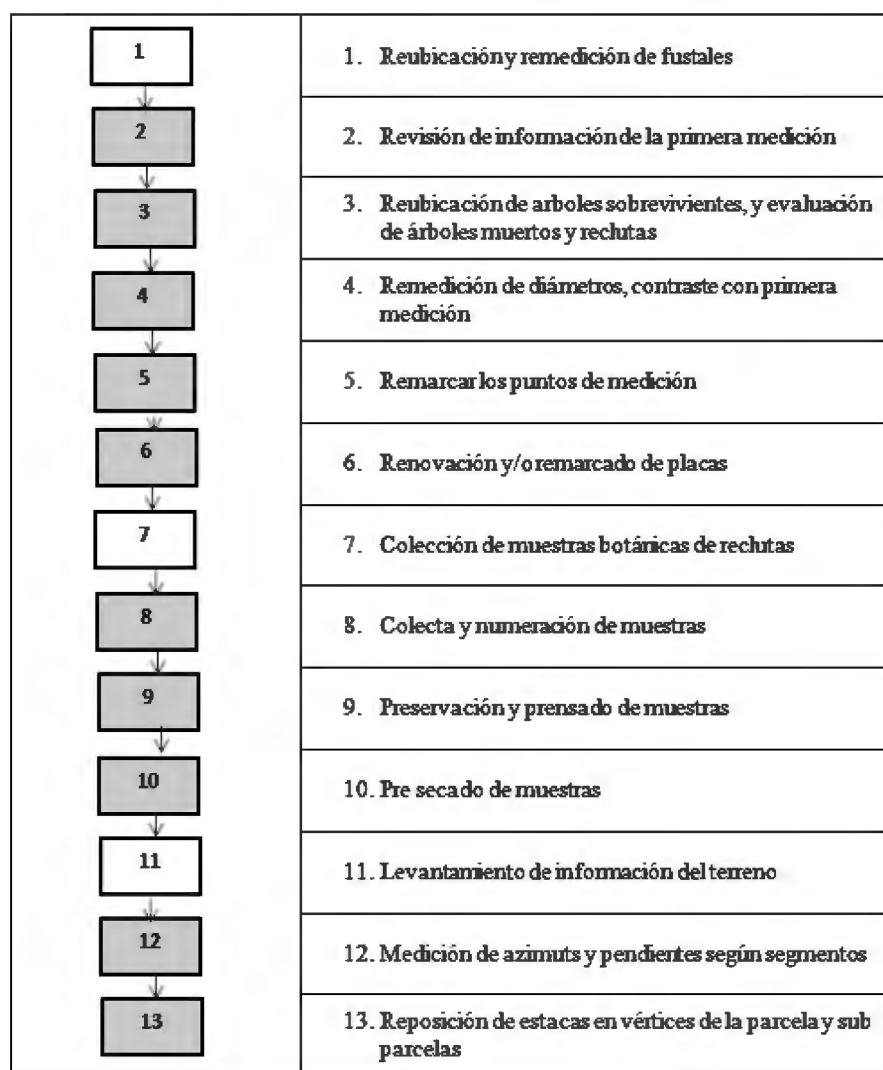 1
1. Reubicación y remedición de fustales
2
2. Revisión de información de la primera medición
3
3. Reubicación de arboles sobrevivientes, y evaluación
de árboles muertos y reclutas
4
4. Remedición de diámetros, contraste con primera
medición
5
5. Remarcar los puntos de medición
6
6. Renovación y/o remarcado de placas
7
7. Colección de muestras botánicas de reclutas
8
8. Colecta y numeración de muestras
9
9. Preservación y prensado de muestras
10
10. Pre secado de muestras
11
11. Levantamiento de información del terreno
12
12. Medición de azimuts y pendientes según segmentos
13
13. Reposición de estacas en vértices de la parcela y sub
parcelas